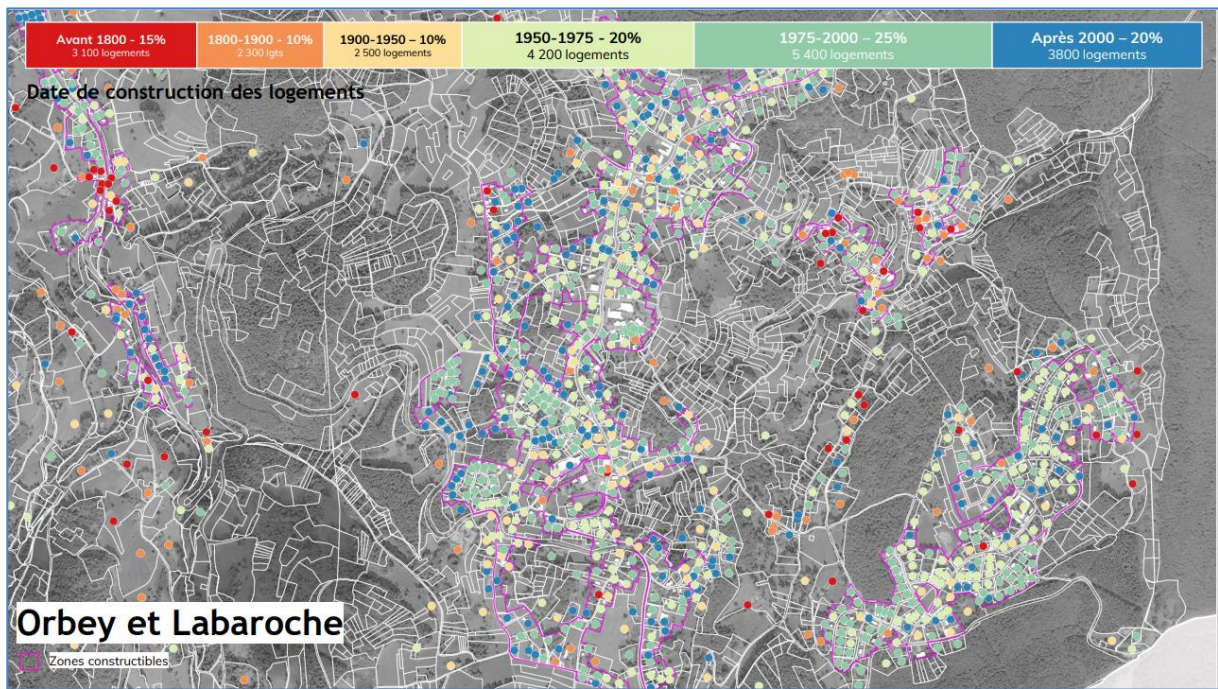 Avant 1800 - 15%
3 100 logements
1800-1900 - 10%
2 300 lgts
1900-1950 – 10%
2 500 logements
1950-1975 - 20%
4 200 logements
1975-2000 – 25%
5 400 logements
Après 2000 – 20%
3800 logements
Date de construction des logements
Orbey et Labaroche
Zones constructibles